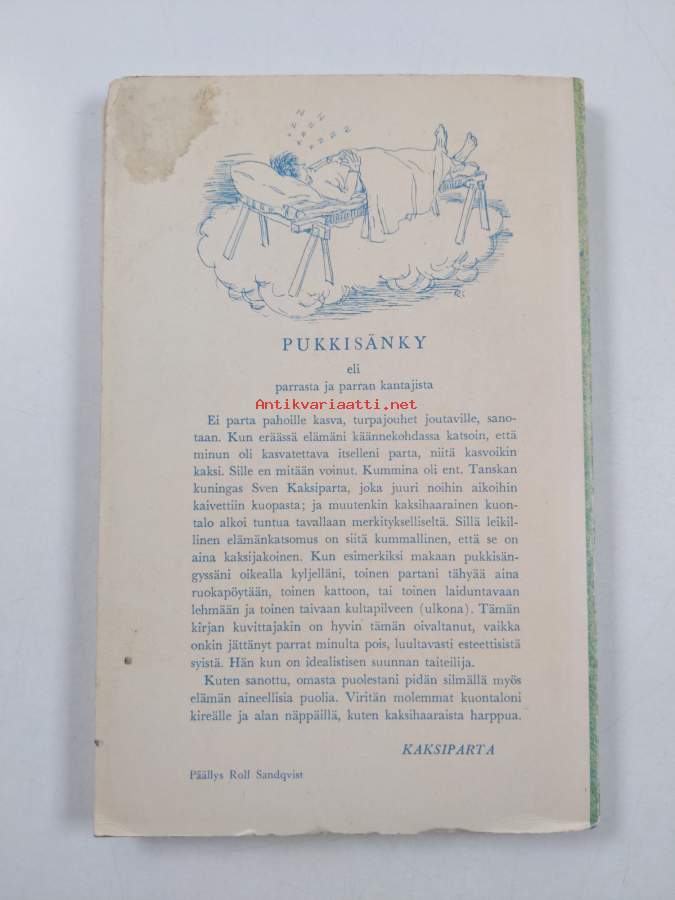 PUKKISÄNKY
eli
parrasta ja parran kantajista
Antikvariaatti.net
Ei parta pahoille kasva, turpajouhet joutaville, sano-
taan. Kun eräässä elämäni käännekohdassa katsoin, että
minun oli kasvatettava itselleni parta, niitä kasvoikin
kaksi. Sille en mitään voinut. Kummina oli ent. Tanskan
kuningas Sven Kaksiparta, joka juuri noihin aikoihin
kaivettiin kuopasta; ja muutenkin kaksihaarainen kuon-
talo alkoi tuntua tavallaan merkitykselliseltä. Sillä leikil-
linen elämänkatsomus on siitä kummallinen, että se on
aina kaksijakoinen. Kun esimerkiksi makaan pukkisän-
gyssäni oikealla kyljelläni, toinen partani tähyää aina
ruokapöytään, toinen kattoon, tai toinen laiduntavaan
lehmään ja toinen taivaan kultapilveen (ulkona). Tämän
kirjan kuvittajakin on hyvin tämän oivaltanut, vaikka
onkin jättänyt parrat minulta pois, luultavasti esteettisistä
syistä. Hän kun on idealistisen suunnan taiteilija.
Kuten sanottu, omasta puolestani pidän silmällä myös
elämän aineellisia puolia. Viritän molemmat kuontaloni
kireälle ja alan näppäillä, kuten kaksihaaraista harppua.
KAKSIPARTA
Päällys Roll Sandqvist